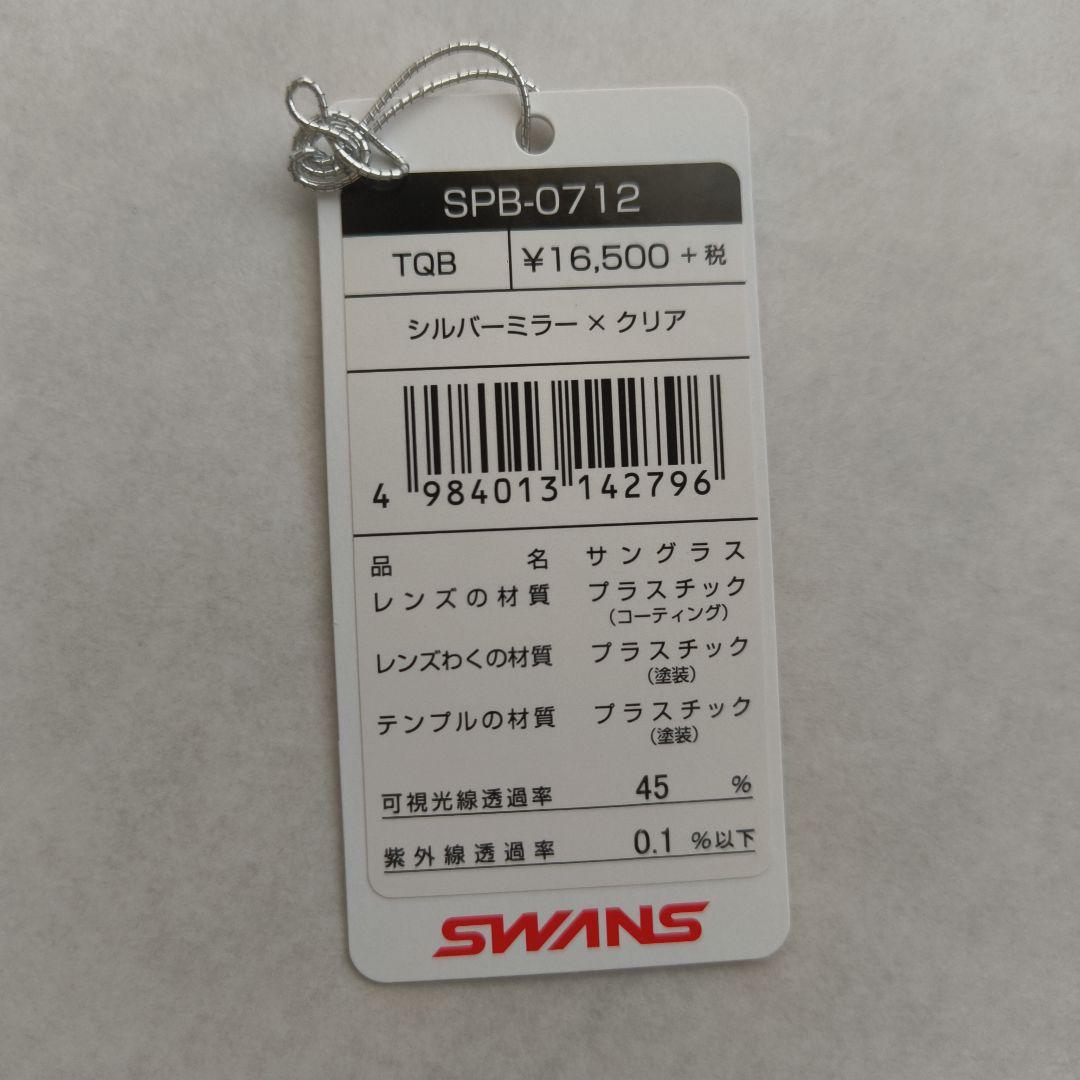 SPB-0712
TQB ¥16,500 + 税
シルバーミラー × クリア
4 984013 142796
品名 サングラス
レンズの材質 プラスチック
(コーティング)
レンズわくの材質 プラスチック
(塗装)
テンプルの材質 プラスチック
(塗装)
可視光線透過率 45 %
紫外線透過率 0.1 %以下
SWANS